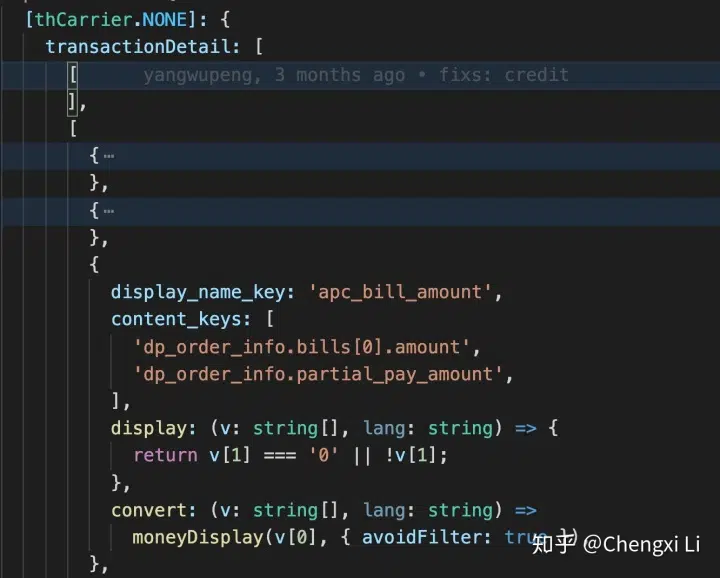 [thCarrier.NONE]: {
transactionDetail: [
[ yangwupeng, 3 months ago • fixs: credit
],
[
{ ⋯
},
{ ⋯
},
{
display_name_key: 'apc_bill_amount',
content_keys: [
'dp_order_info.bills[0].amount',
'dp_order_info.partial_pay_amount',
],
display: (v: string[], lang: string) => {
return v[1] === '0' || !v[1];
},
convert: (v: string[], lang: string) =>
moneyDisplay(v[0], { avoidFilter: true })
},
知乎 @Chengxi Li